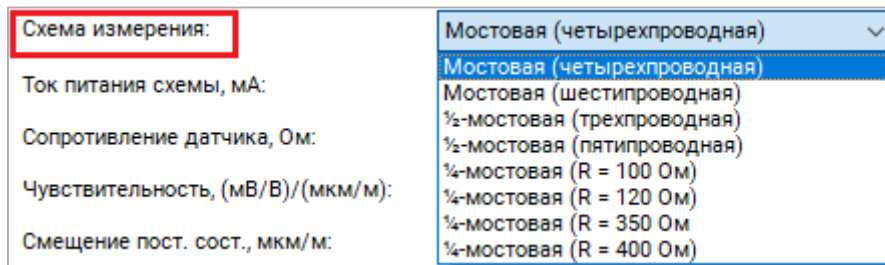 Схема измерения:
Мостовая (четырехпроводная)
Мостовая (четырехпроводная)
Ток питания схемы, мА:
Мостовая (шестипроводная)
½-мостовая (трехпроводная)
Сопротивление датчика, Ом:
½-мостовая (пятипроводная)
¼-мостовая (R = 100 Ом)
Чувствительность, (мВ/В)/(мкм/м):
¼-мостовая (R = 120 Ом)
¼-мостовая (R = 350 Ом
Смещение пост. сост., мкм/м:
¼-мостовая (R = 400 Ом)